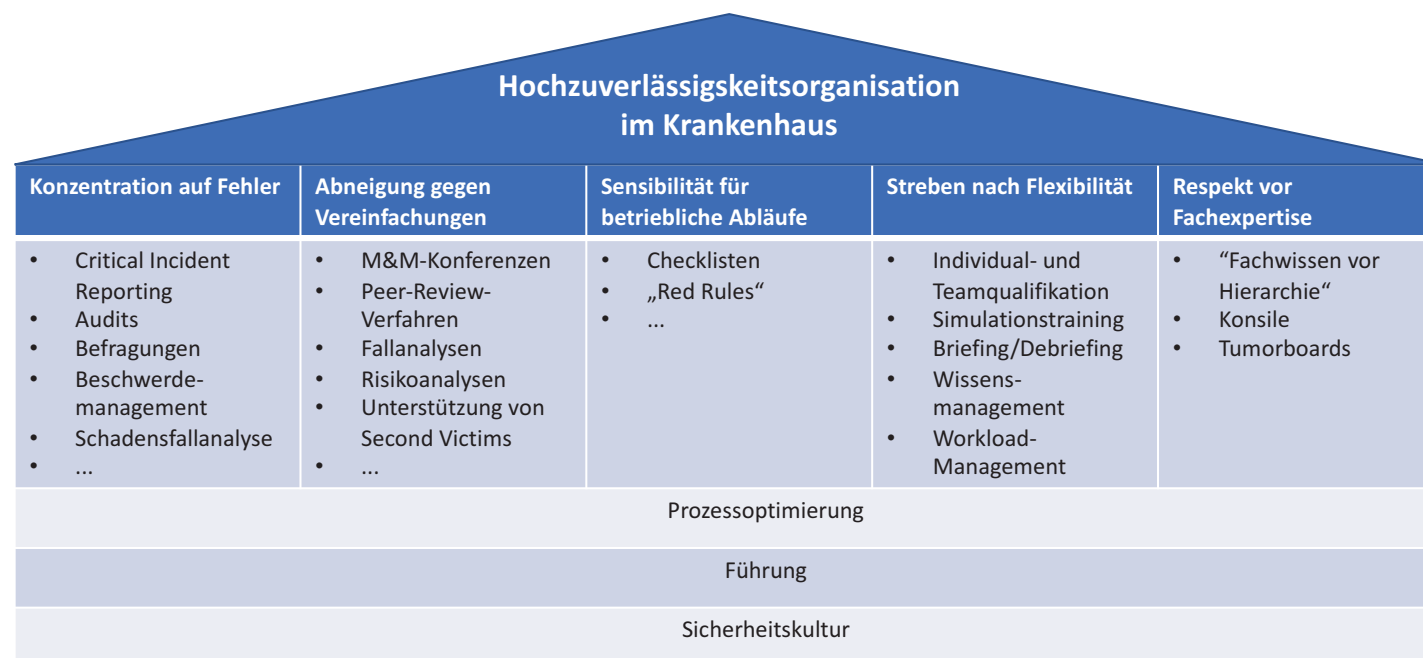 Hochzuverlässigskeitsorganisation
im Krankenhaus
Konzentration auf Fehler
Abneigung gegen
Vereinfachungen
Sensibilität für
betriebliche Abläufe
Streben nach Flexibilität
Respekt vor
Fachexpertise
• Critical Incident
Reporting
• Audits
• Befragungen
• Beschwerde-
management
• Schadensfallanalyse
• ...
• M&M-Konferenzen
• Peer-Review-
Verfahren
• Fallanalysen
• Risikoanalysen
• Unterstützung von
Second Victims
• ...
• Checklisten
• „Red Rules“
• ...
• Individual- und
Teamqualifikation
• Simulationstraining
• Briefing/Debriefing
• Wissens-
management
• Workload-
Management
• “Fachwissen vor
Hierarchie“
• Konsile
• Tumorboards
Prozessoptimierung
Führung
Sicherheitskultur